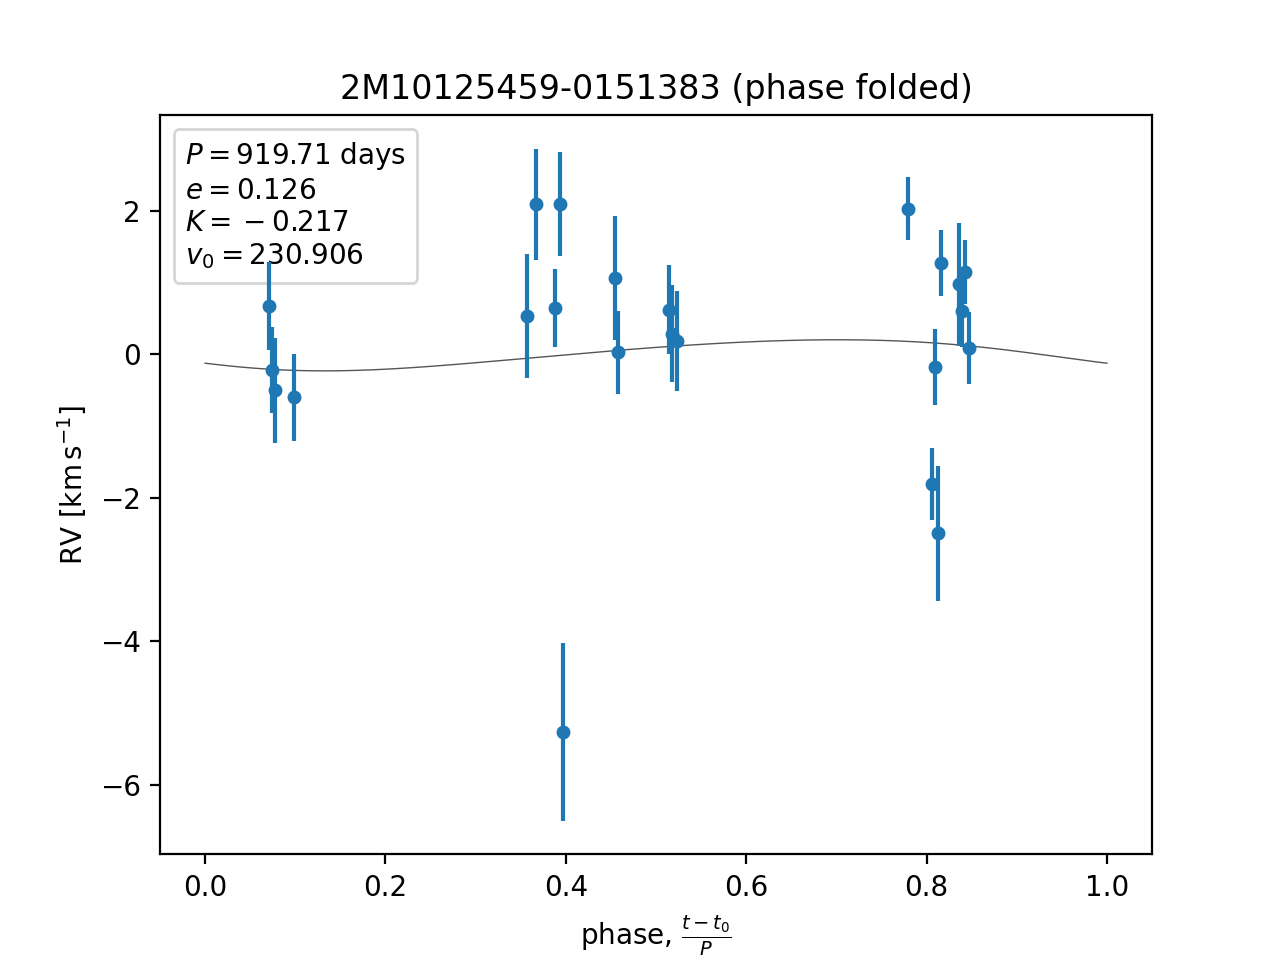 2M10125459-0151383 (phase folded)
P = 919.71 days
e = 0.126
K = −0.217
v₀ = 230.906
2
0
−2
−4
−6
RV [km s⁻¹]
0.0 0.2 0.4 0.6 0.8 1.0
phase, (t − t₀)/P